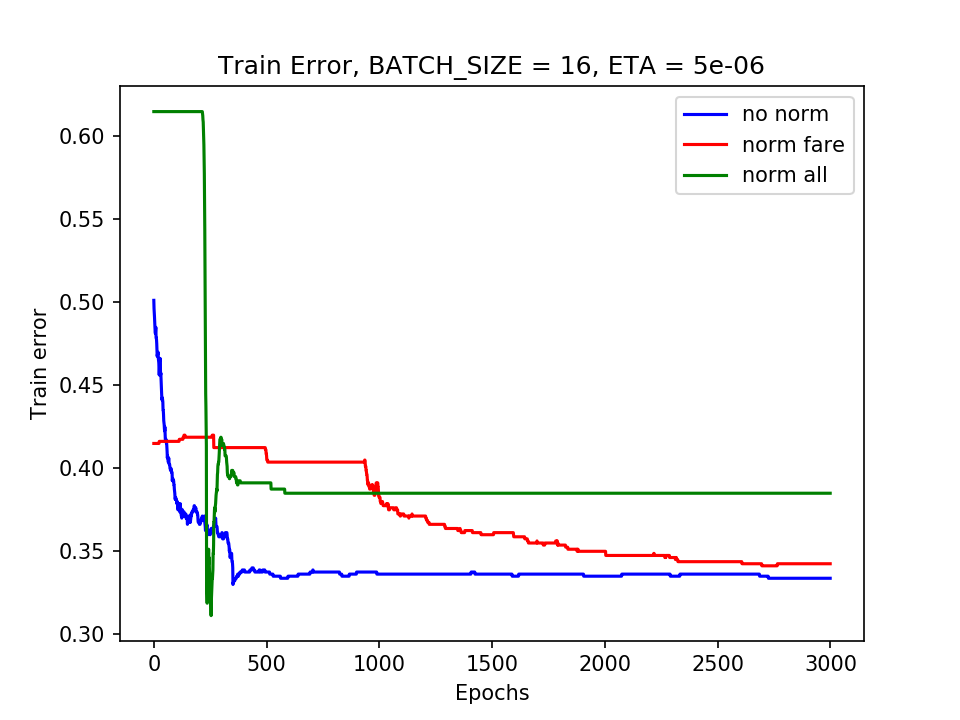 Train Error, BATCH_SIZE = 16, ETA = 5e-06
no norm
norm fare
norm all
0.60
0.55
0.50
0.45
0.40
0.35
0.30
Train error
0
500
1000
1500
2000
2500
3000
Epochs